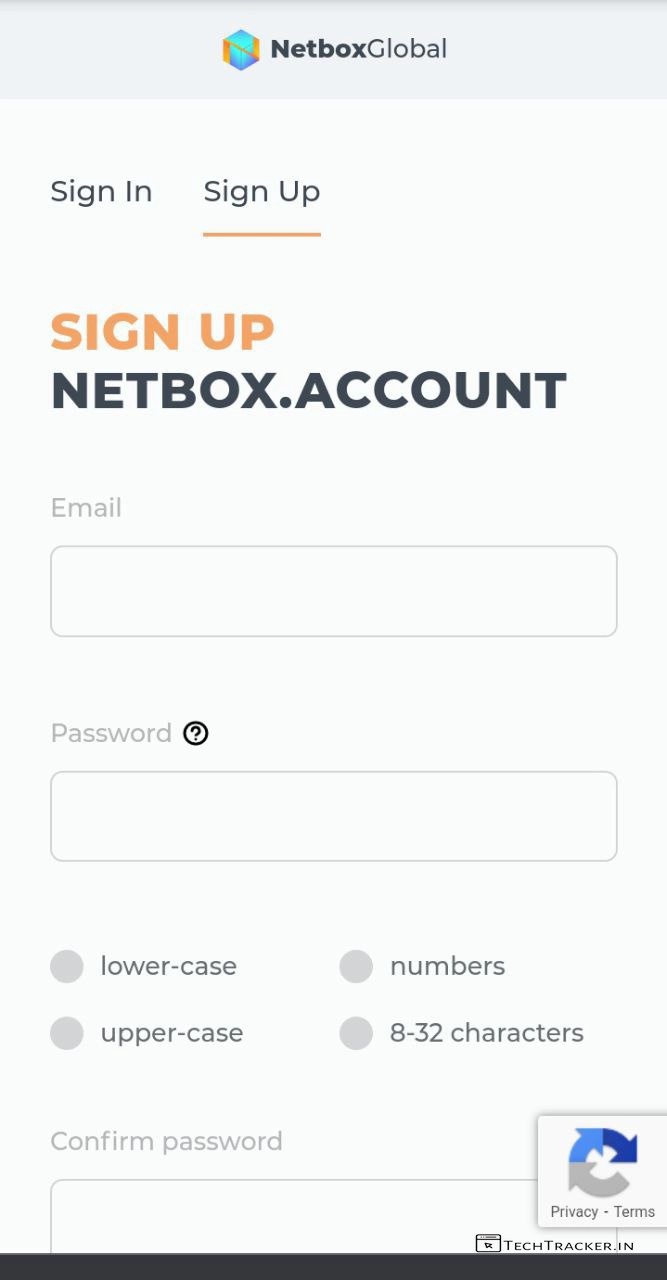 NetboxGlobal
Sign In Sign Up
SIGN UP
NETBOX.ACCOUNT
Email
Password ?
lower-case numbers
upper-case 8-32 characters
Confirm password
Privacy - Terms
TECHTRACKER.IN